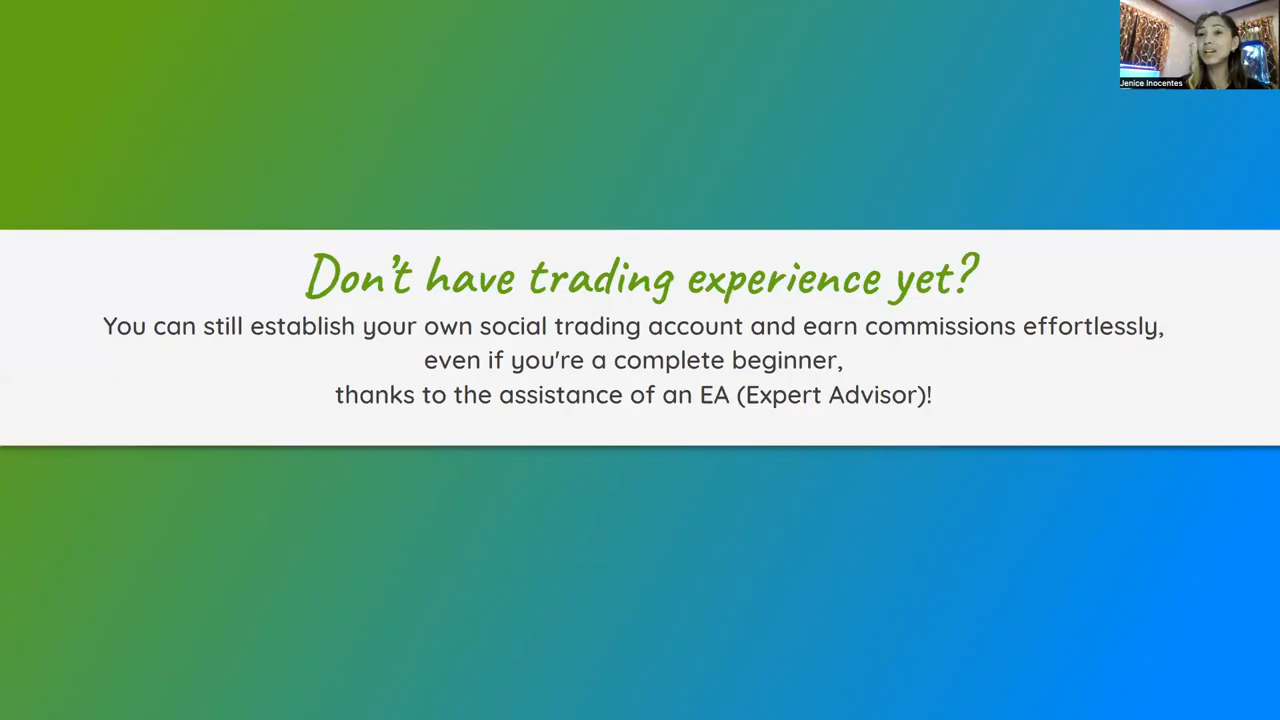 Jenice Inocentes
Don't have trading experience yet?
You can still establish your own social trading account and earn commissions effortlessly,
even if you're a complete beginner,
thanks to the assistance of an EA (Expert Advisor)!